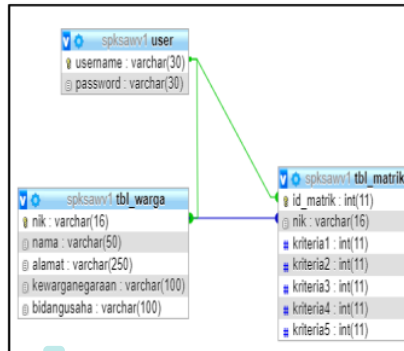 spksawv1 user
username : varchar(30)
password : varchar(30)
spksawv1 tbl_warga
nik : varchar(16)
nama : varchar(50)
alamat : varchar(250)
kewarganegaraan : varchar(100)
bidangusaha : varchar(100)
spksawv1 tbl_matrik
id_matrik : int(11)
nik : varchar(16)
# kriteria1 : int(11)
# kriteria2 : int(11)
# kriteria3 : int(11)
# kriteria4 : int(11)
# kriteria5 : int(11)